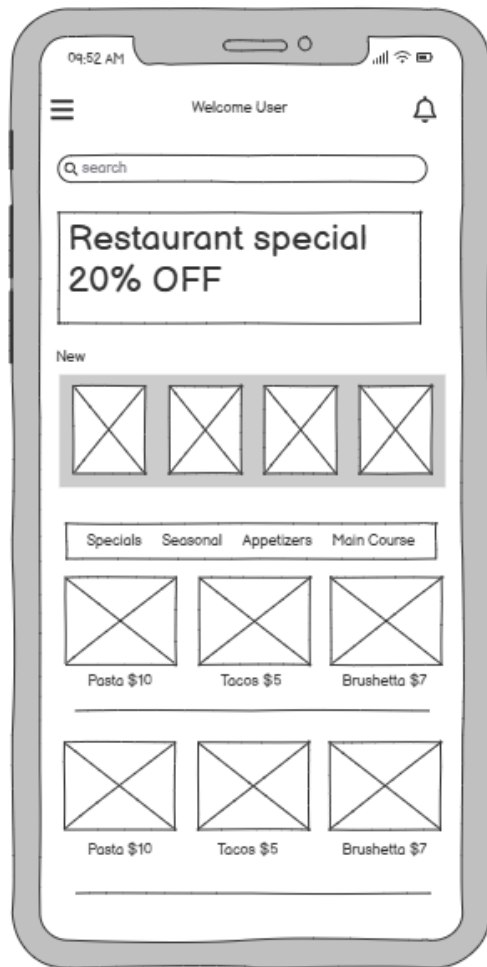 09:52 AM
Welcome User
search
Restaurant special
20% OFF
New
Specials Seasonal Appetizers Main Course
Pasta $10 Tacos $5 Brushetta $7
Pasta $10 Tacos $5 Brushetta $7